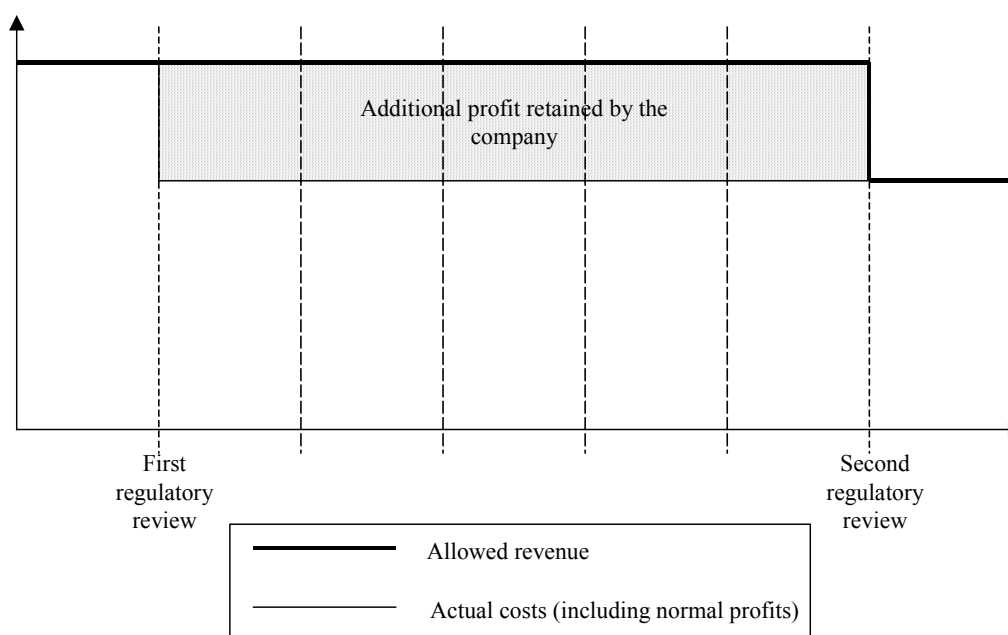 Additional profit retained by the
company
First
regulatory
review
Second
regulatory
review
Allowed revenue
Actual costs (including normal profits)